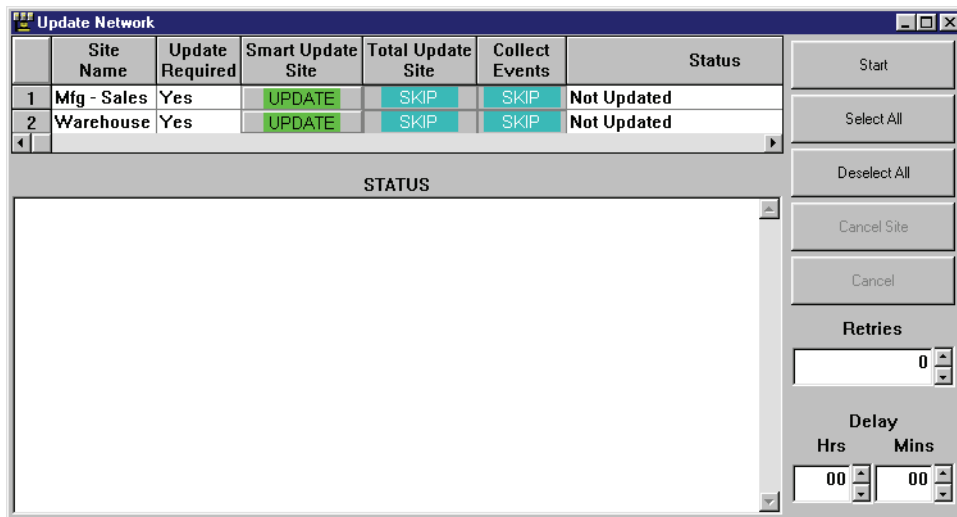 Update Network
Site Name Update Required Smart Update Site Total Update Site Collect Events Status
1 Mfg - Sales Yes UPDATE SKIP SKIP Not Updated
2 Warehouse Yes UPDATE SKIP SKIP Not Updated
STATUS
Start
Select All
Deselect All
Cancel Site
Cancel
Retries
0
Delay
Hrs Mins
00 00